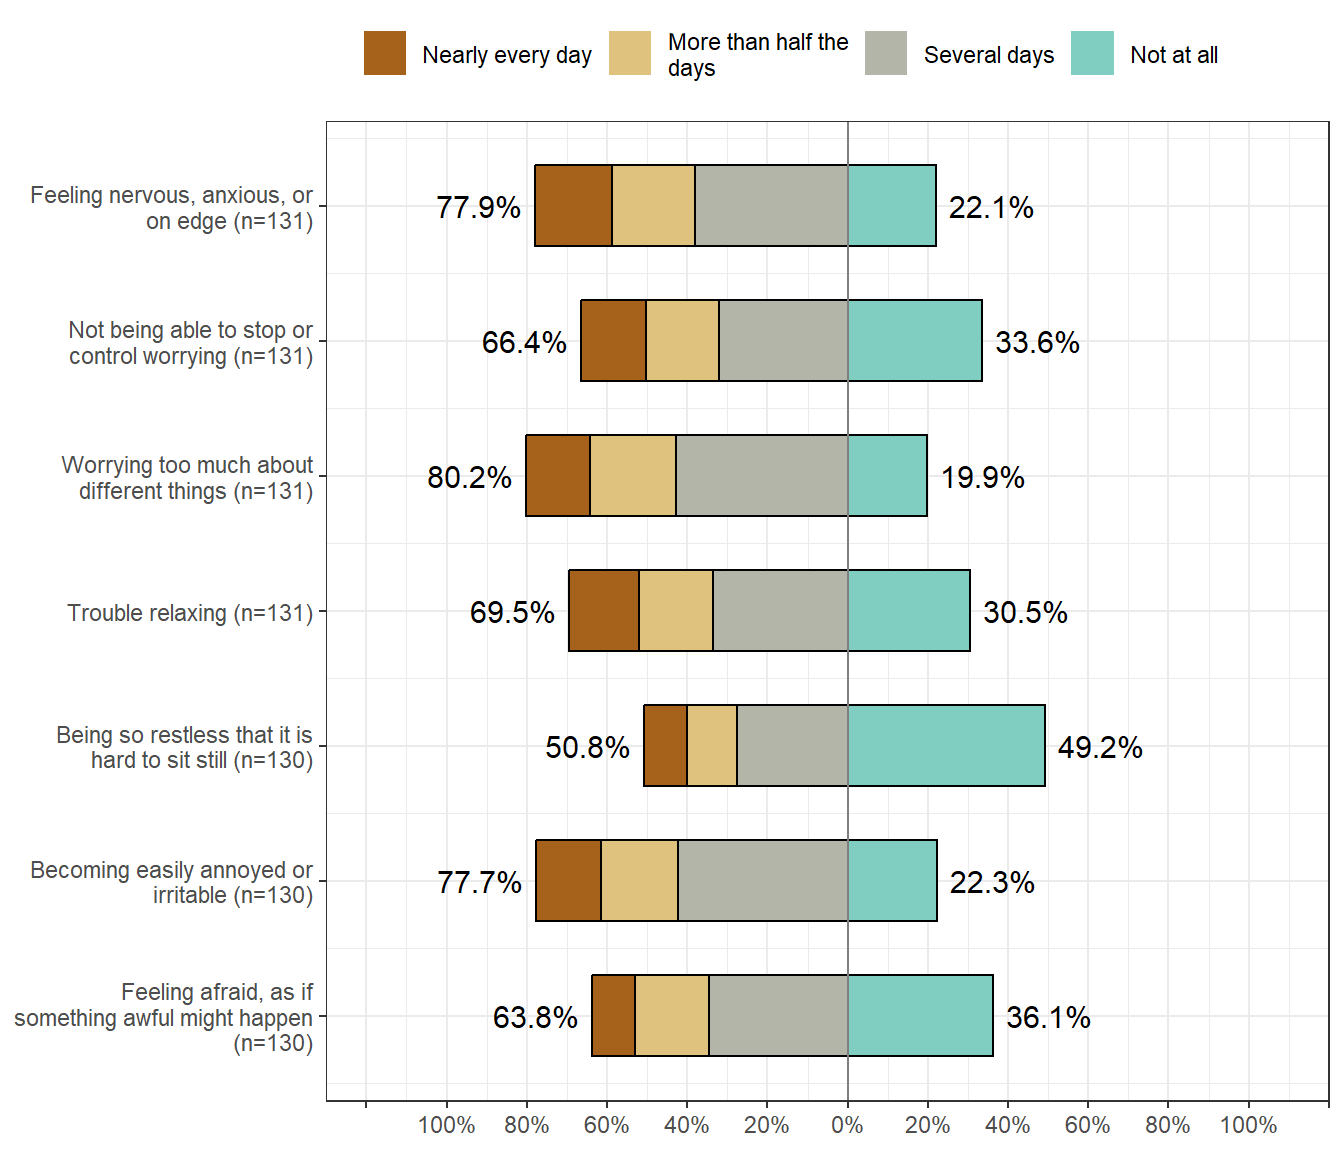 Nearly every day
More than half the
days
Several days
Not at all
Feeling nervous, anxious, or
on edge (n=131)
77.9%
22.1%
Not being able to stop or
control worrying (n=131)
66.4%
33.6%
Worrying too much about
different things (n=131)
80.2%
19.9%
Trouble relaxing (n=131)
69.5%
30.5%
Being so restless that it is
hard to sit still (n=130)
50.8%
49.2%
Becoming easily annoyed or
irritable (n=130)
77.7%
22.3%
Feeling afraid, as if
something awful might happen
(n=130)
63.8%
36.1%
100% 80% 60% 40% 20% 0% 20% 40% 60% 80% 100%